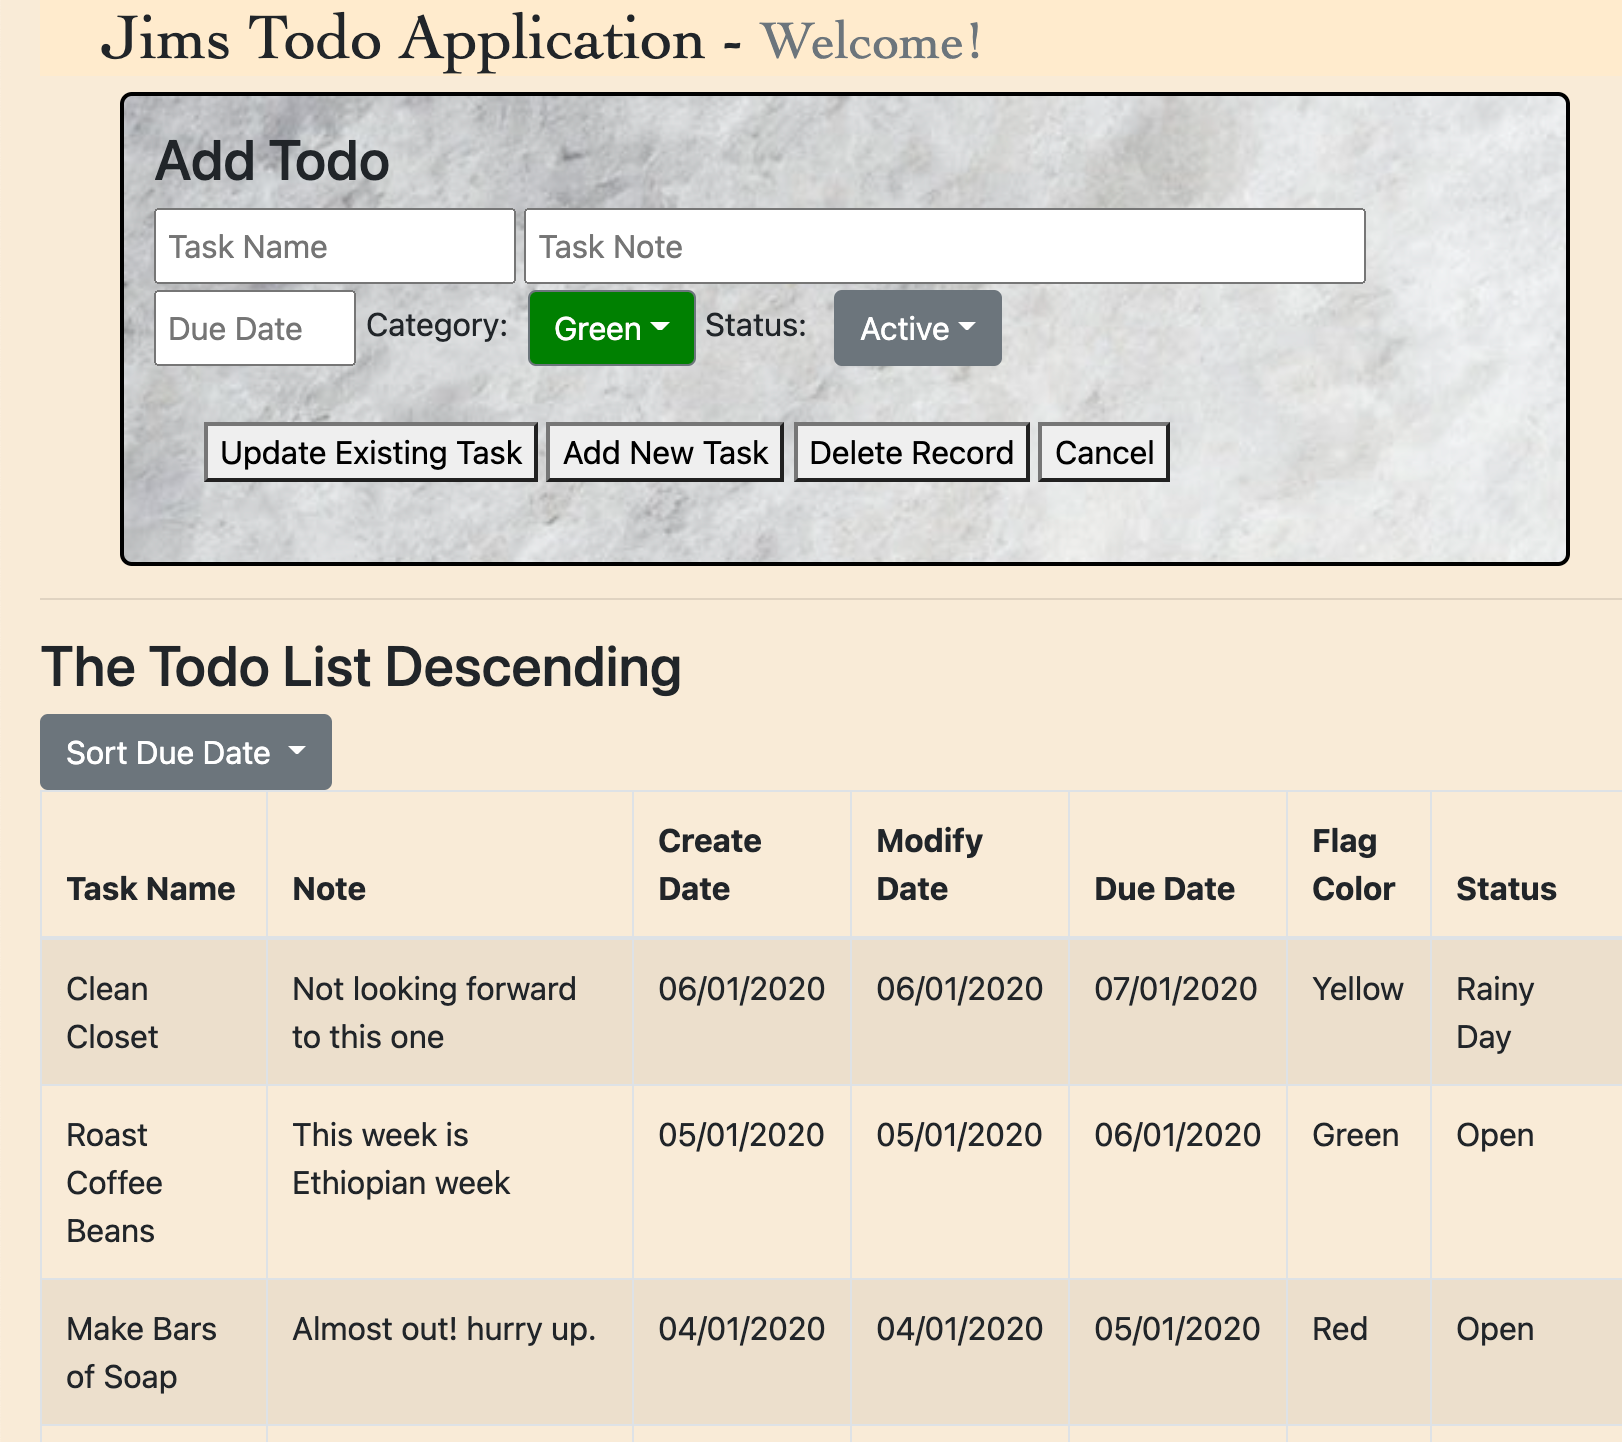 Jims Todo Application - Welcome!
Add Todo
Task Name Task Note
Due Date Category: Green Status: Active
Update Existing Task Add New Task Delete Record Cancel
The Todo List Descending
Sort Due Date
Create Modify Flag
Task Name Note Date Date Due Date Color Status
Clean Not looking forward 06/01/2020 06/01/2020 07/01/2020 Yellow Rainy
Closet to this one Day
Roast This week is 05/01/2020 05/01/2020 06/01/2020 Green Open
Coffee Ethiopian week
Beans
Make Bars Almost out! hurry up. 04/01/2020 04/01/2020 05/01/2020 Red Open
of Soap